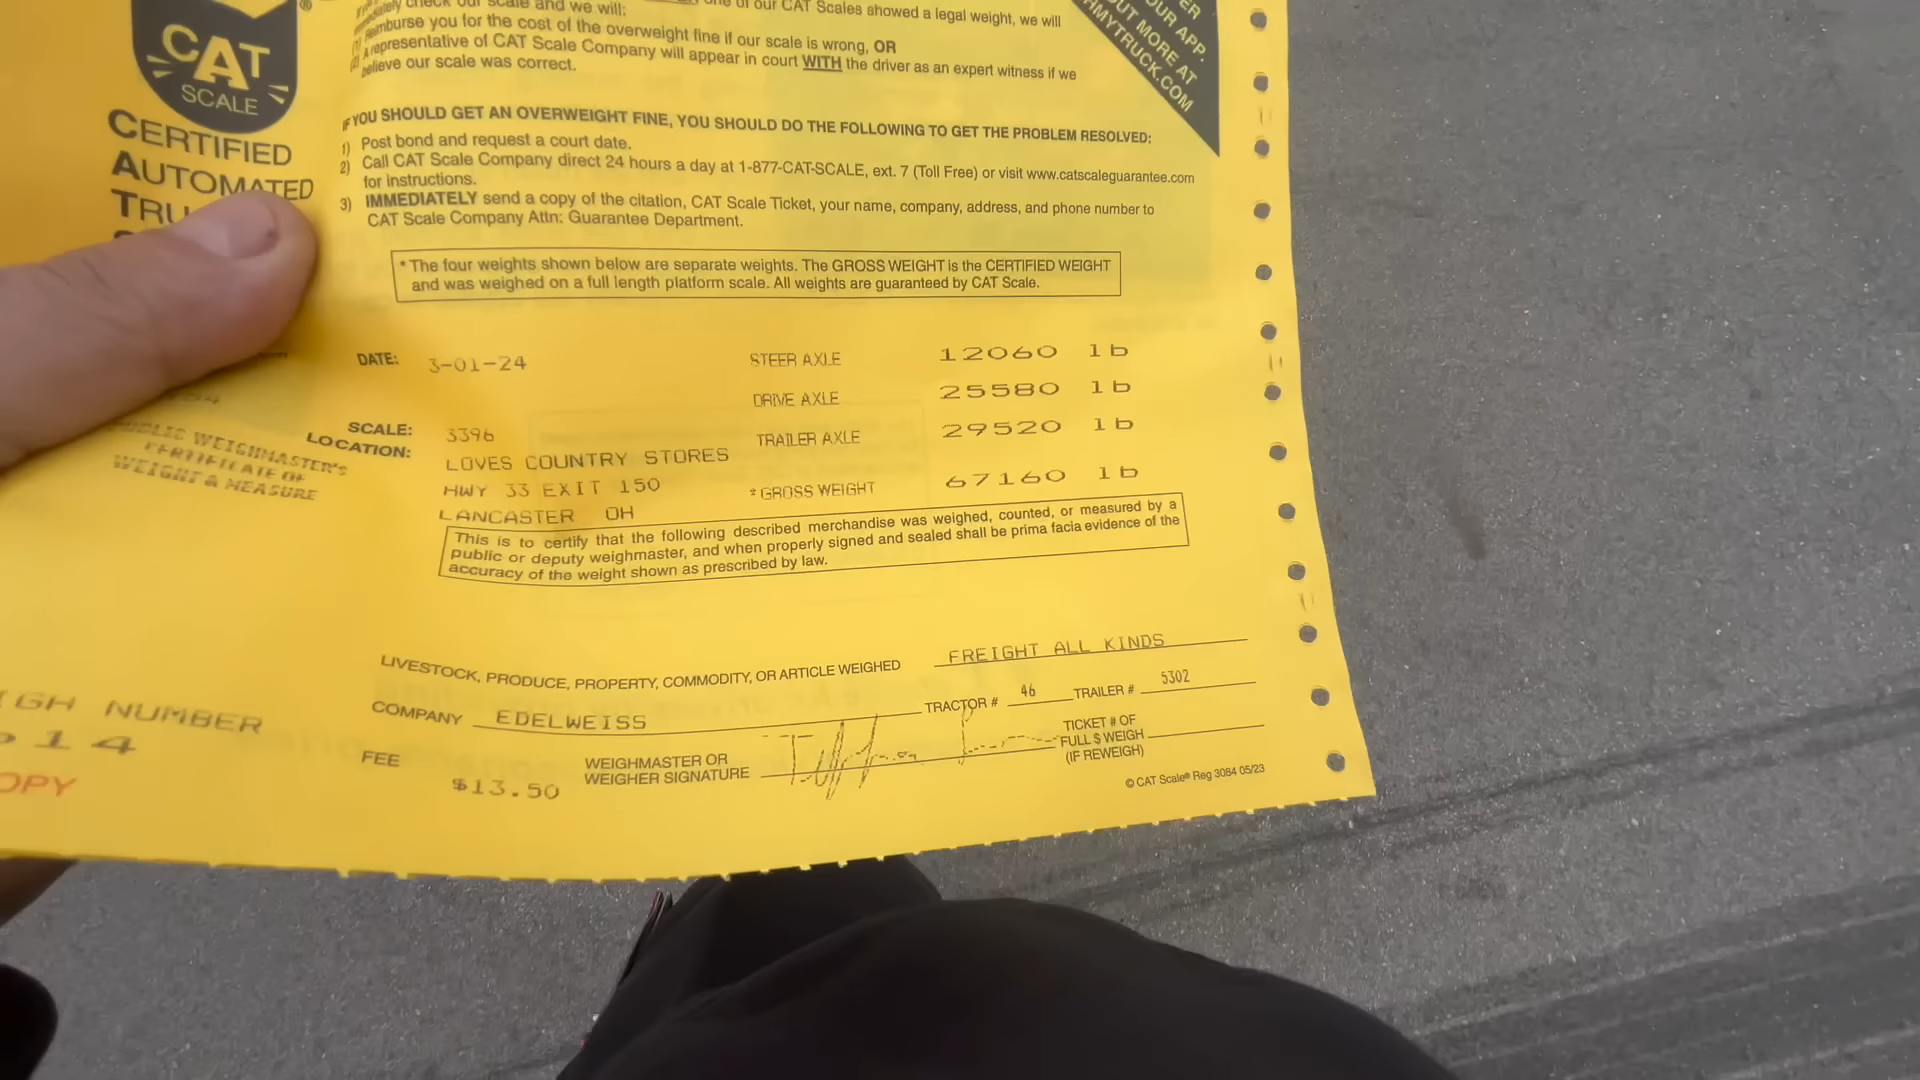 CAT
SCALE
®
CERTIFIED
AUTOMATED
check our scale and we will:
one of our CAT Scales showed a legal weight, we will
Reimburse you for the cost of the overweight fine if our scale is wrong, OR
A representative of CAT Scale Company will appear in court WITH the driver as an expert witness if we
believe our scale was correct.
OUR APP.
OUT MORE AT
HMYTRUCK.COM
IF YOU SHOULD GET AN OVERWEIGHT FINE, YOU SHOULD DO THE FOLLOWING TO GET THE PROBLEM RESOLVED:
1) Post bond and request a court date.
2) Call CAT Scale Company direct 24 hours a day at 1-877-CAT-SCALE, ext. 7 (Toll Free) or visit www.catscaleguarantee.com
for instructions.
3) IMMEDIATELY send a copy of the citation, CAT Scale Ticket, your name, company, address, and phone number to
CAT Scale Company Attn: Guarantee Department.
* The four weights shown below are separate weights. The GROSS WEIGHT is the CERTIFIED WEIGHT
and was weighed on a full length platform scale. All weights are guaranteed by CAT Scale.
DATE: 3-01-24
STEER AXLE 12060 lb
DRIVE AXLE 25580 lb
TRAILER AXLE 29520 lb
*GROSS WEIGHT 67160 lb
SCALE: 3396
LOCATION: LOVES COUNTRY STORES
HWY 33 EXIT 150
LANCASTER OH
PUBLIC WEIGHMASTER'S
CERTIFICATE OF
WEIGHT & MEASURE
This is to certify that the following described merchandise was weighed, counted, or measured by a
public or deputy weighmaster, and when properly signed and sealed shall be prima facia evidence of the
accuracy of the weight shown as prescribed by law.
LIVESTOCK, PRODUCE, PROPERTY, COMMODITY, OR ARTICLE WEIGHED FREIGHT ALL KINDS
COMPANY EDELWEISS
TRACTOR # 46 TRAILER # 5302
IGH NUMBER
614
OPY
FEE $13.50
WEIGHMASTER OR
WEIGHER SIGNATURE
TICKET # OF
FULL $ WEIGH
(IF REWEIGH)
© CAT Scale® Reg 3084 05/23